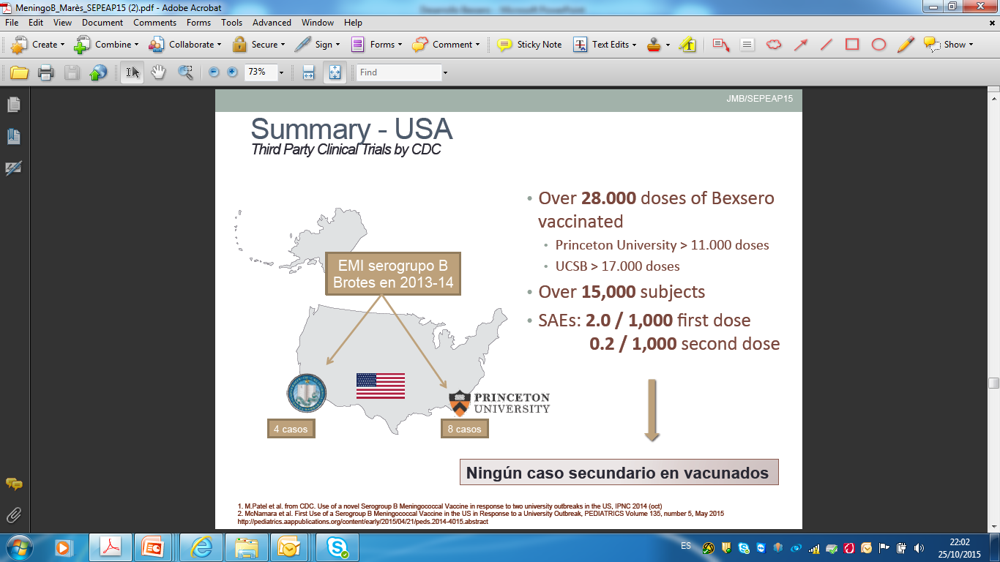 MeningoB_Marès_SEPEAP15 (2).pdf - Adobe Acrobat
File Edit View Document Comments Forms Tools Advanced Window Help
Create Combine Collaborate Secure Sign Forms Comment Sticky Note Text Edits Show
73% Find
JMB/SEPEAP15
Summary - USA
Third Party Clinical Trials by CDC
EMI serogrupo B
Brotes en 2013-14
PRINCETON
UNIVERSITY
4 casos
8 casos
• Over 28.000 doses of Bexsero
vaccinated
• Princeton University > 11.000 doses
• UCSB > 17.000 doses
• Over 15,000 subjects
• SAEs: 2.0 / 1,000 first dose
0.2 / 1,000 second dose
Ningún caso secundario en vacunados
1. M.Patel et al. from CDC. Use of a novel Serogroup B Meningococcal Vaccine in response to two university outbreaks in the US, IPNC 2014 (oct)
2. McNamara et al. First Use of a Serogroup B Meningococcal Vaccine in the US in Response to a University Outbreak, PEDIATRICS Volume 135, number 5, May 2015
http://pediatrics.aappublications.org/content/early/2015/04/21/peds.2014-4015.abstract
ES
22:02
25/10/2015